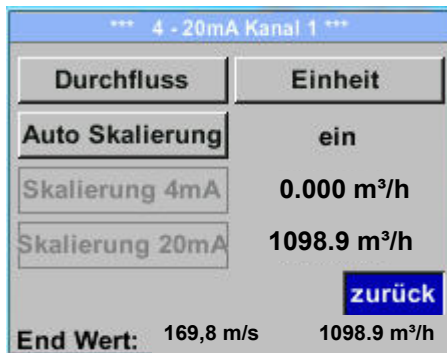 *** 4 - 20mA Kanal 1 ***
Durchfluss Einheit
Auto Skalierung ein
Skalierung 4mA 0.000 m³/h
Skalierung 20mA 1098.9 m³/h
zurück
End Wert: 169,8 m/s 1098.9 m³/h